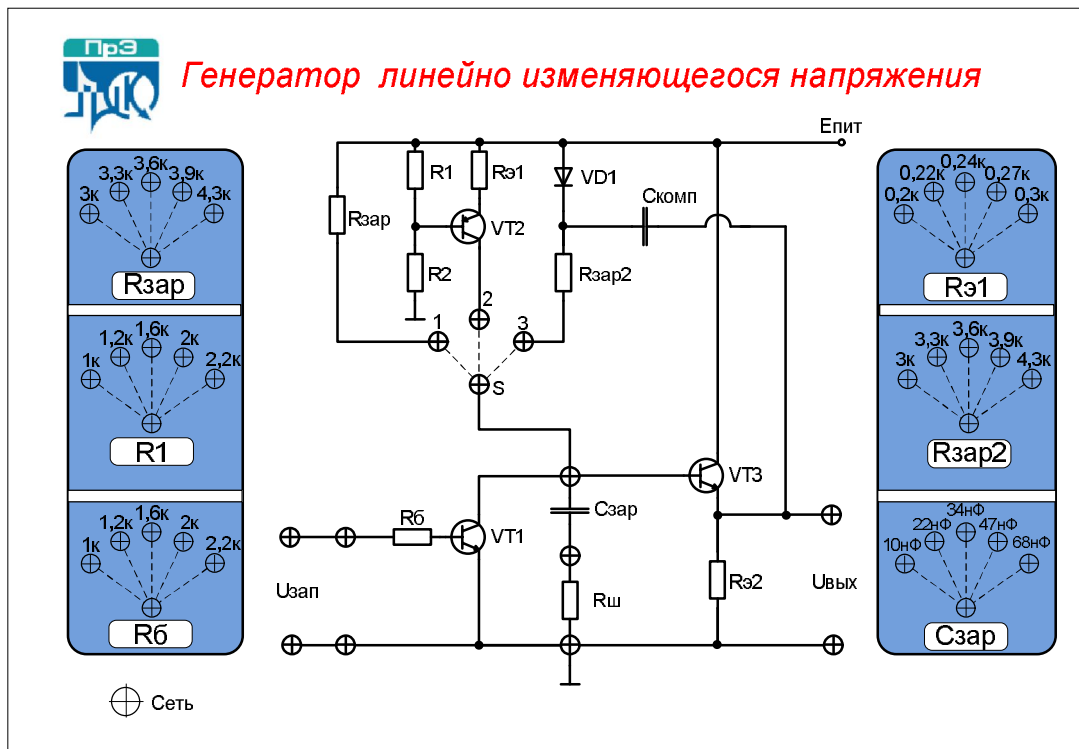 ПрЭ
Генератор линейно изменяющегося напряжения
Eпит
3к
3,3к
3,6к
3,9к
4,3к
Rзар
1к
1,2к
1,6к
2к
2,2к
R1
1к
1,2к
1,6к
2к
2,2к
Rб
Rзар
R1
Rэ1
VD1
Cкомп
VT2
R2
Rзар2
1
2
3
S
VT3
Cзар
Rб
VT1
Uзап
Rш
Rэ2
Uвых
0,2к
0,22к
0,24к
0,27к
0,3к
Rэ1
3к
3,3к
3,6к
3,9к
4,3к
Rзар2
10нФ
22нФ
34нФ
47нФ
68нФ
Cзар
Сеть